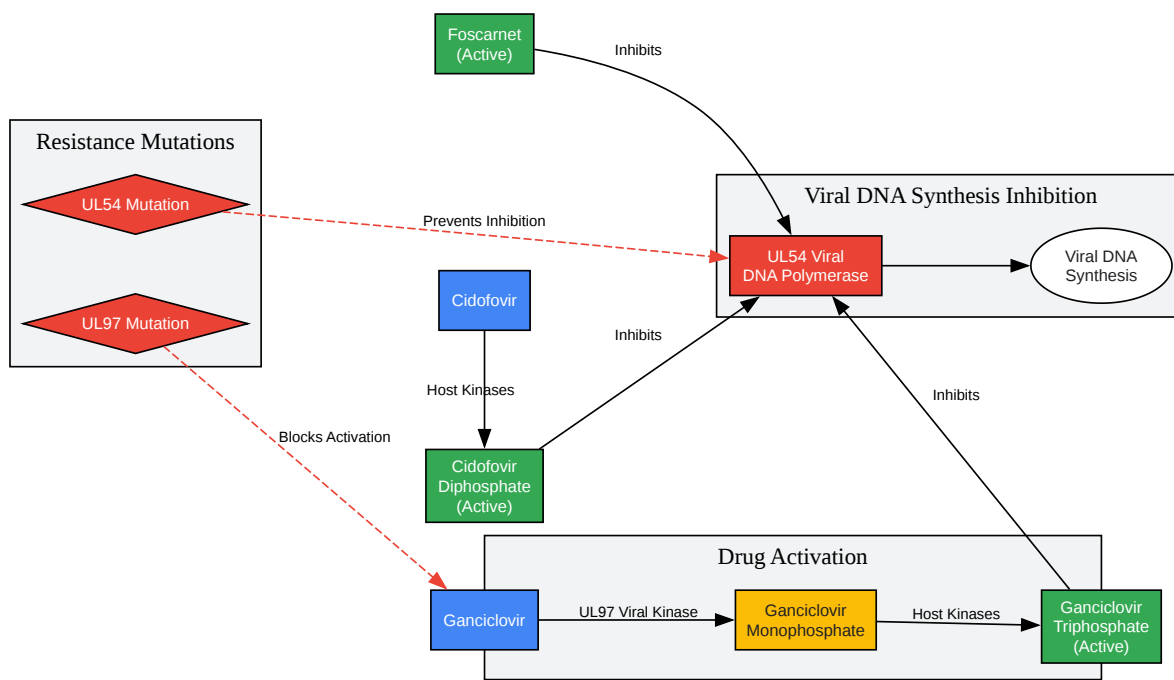 Foscarnet
(Active)
Inhibits
Resistance Mutations
UL54 Mutation
Prevents Inhibition
UL97 Mutation
Blocks Activation
Viral DNA Synthesis Inhibition
UL54 Viral
DNA Polymerase
Viral DNA
Synthesis
Cidofovir
Host Kinases
Inhibits
Cidofovir
Diphosphate
(Active)
Inhibits
Drug Activation
Ganciclovir
UL97 Viral Kinase
Ganciclovir
Monophosphate
Host Kinases
Ganciclovir
Triphosphate
(Active)